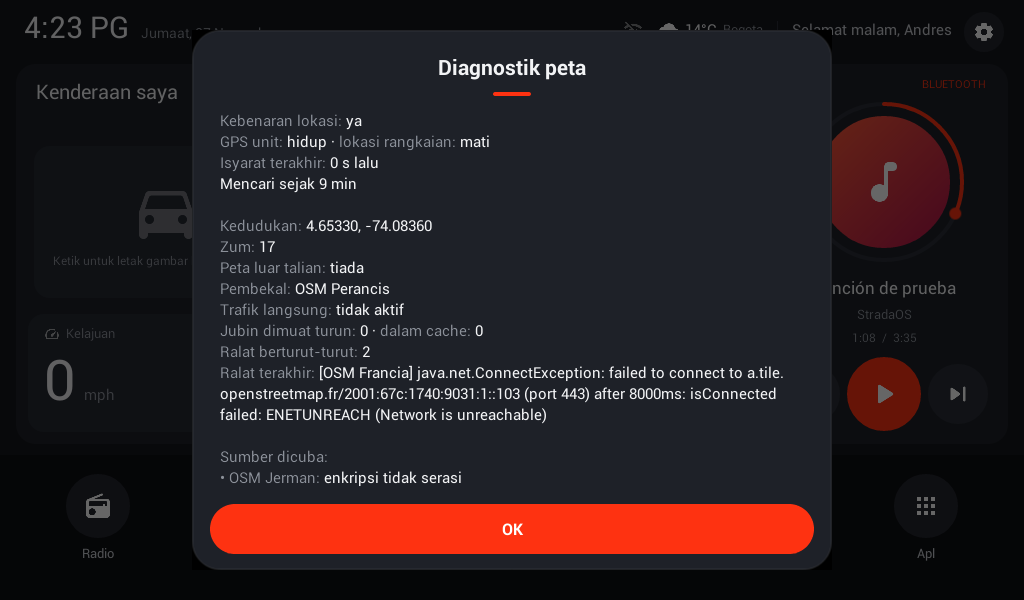 4:23 PG
Jumaat,
14°C Bogota
Selamat malam, Andres
Kenderaan saya
BLUETOOTH
Diagnostik peta
Kebenaran lokasi: ya
GPS unit: hidup · lokasi rangkaian: mati
Isyarat terakhir: 0 s lalu
Mencari sejak 9 min
Kedudukan: 4.65330, -74.08360
Zum: 17
Peta luar talian: tiada
Pembekal: OSM Perancis
Trafik langsung: tidak aktif
Jubin dimuat turun: 0 · dalam cache: 0
Ralat berturut-turut: 2
Ralat terakhir: [OSM Francia] java.net.ConnectException: failed to connect to a.tile.
openstreetmap.fr/2001:67c:1740:9031:1::103 (port 443) after 8000ms: isConnected
failed: ENETUNREACH (Network is unreachable)
Sumber dicuba:
• OSM Jerman: enkripsi tidak serasi
OK
Ketik untuk letak gambar
Kelajuan
0 mph
nción de prueba
StradaOS
1:08 / 3:35
Radio
Apl